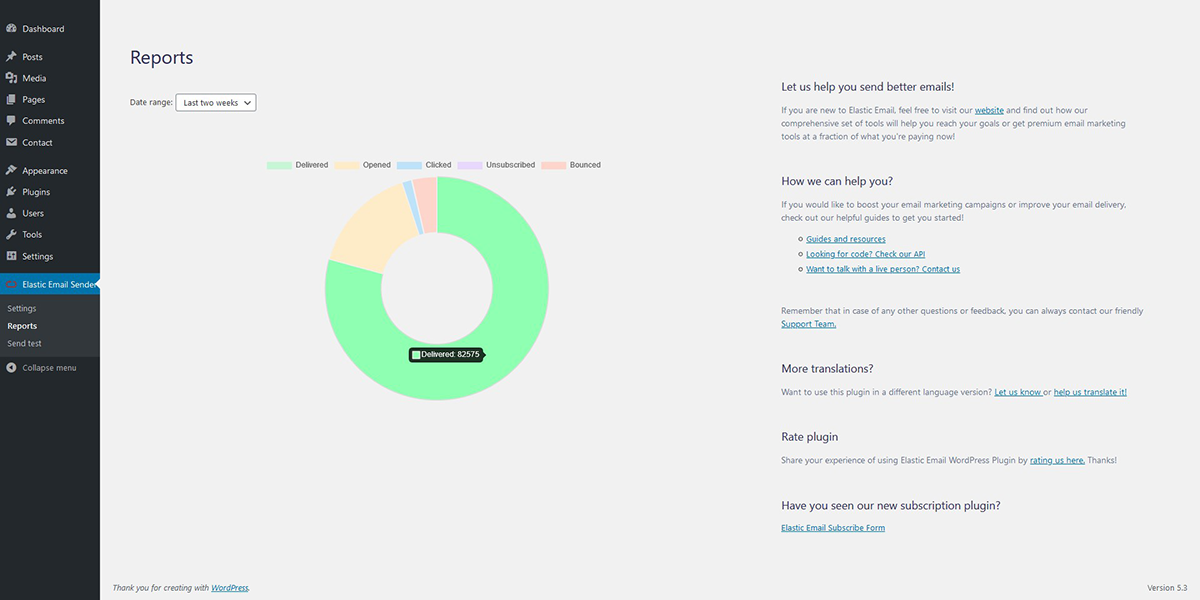 Dashboard
Posts
Media
Pages
Comments
Contact
Appearance
Plugins
Users
Tools
Settings
Elastic Email Sender
Settings
Reports
Send test
Collapse menu
Reports
Date range: Last two weeks
Delivered Opened Clicked Unsubscribed Bounced
Delivered: 82575
Let us help you send better emails!
If you are new to Elastic Email, feel free to visit our website and find out how our
comprehensive set of tools will help you reach your goals or get premium email marketing
tools at a fraction of what you're paying now!
How we can help you?
If you would like to boost your email marketing campaigns or improve your email delivery,
check out our helpful guides to get you started!
Guides and resources
Looking for code? Check our API
Want to talk with a live person? Contact us
Remember that in case of any other questions or feedback, you can always contact our friendly
Support Team.
More translations?
Want to use this plugin in a different language version? Let us know or help us translate it!
Rate plugin
Share your experience of using Elastic Email WordPress Plugin by rating us here. Thanks!
Have you seen our new subscription plugin?
Elastic Email Subscribe Form
Thank you for creating with WordPress.
Version 5.3